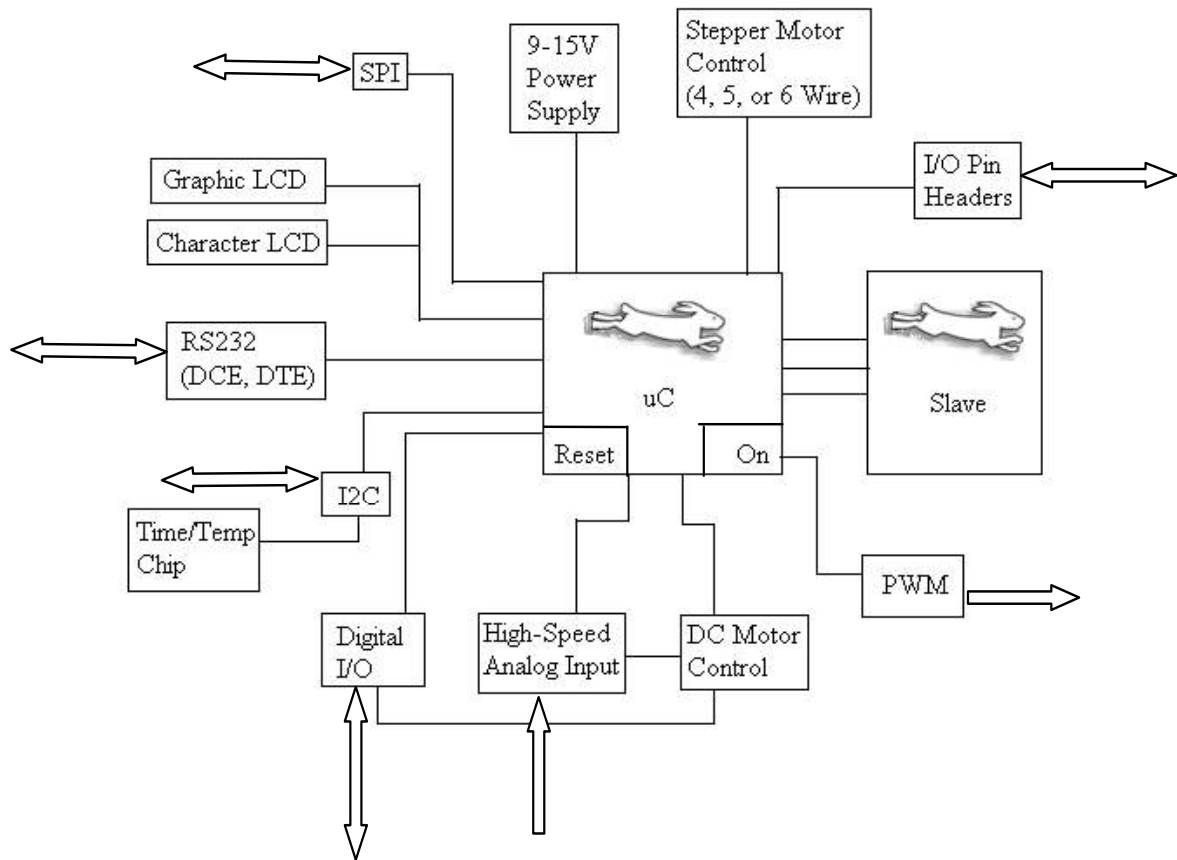 9-15V
Power
Supply
Stepper Motor
Control
(4, 5, or 6 Wire)
SPI
I/O Pin
Headers
Graphic LCD
Character LCD
RS232
(DCE, DTE)
uC
Slave
Reset
On
I2C
Time/Temp
Chip
PWM
Digital
I/O
High-Speed
Analog Input
DC Motor
Control